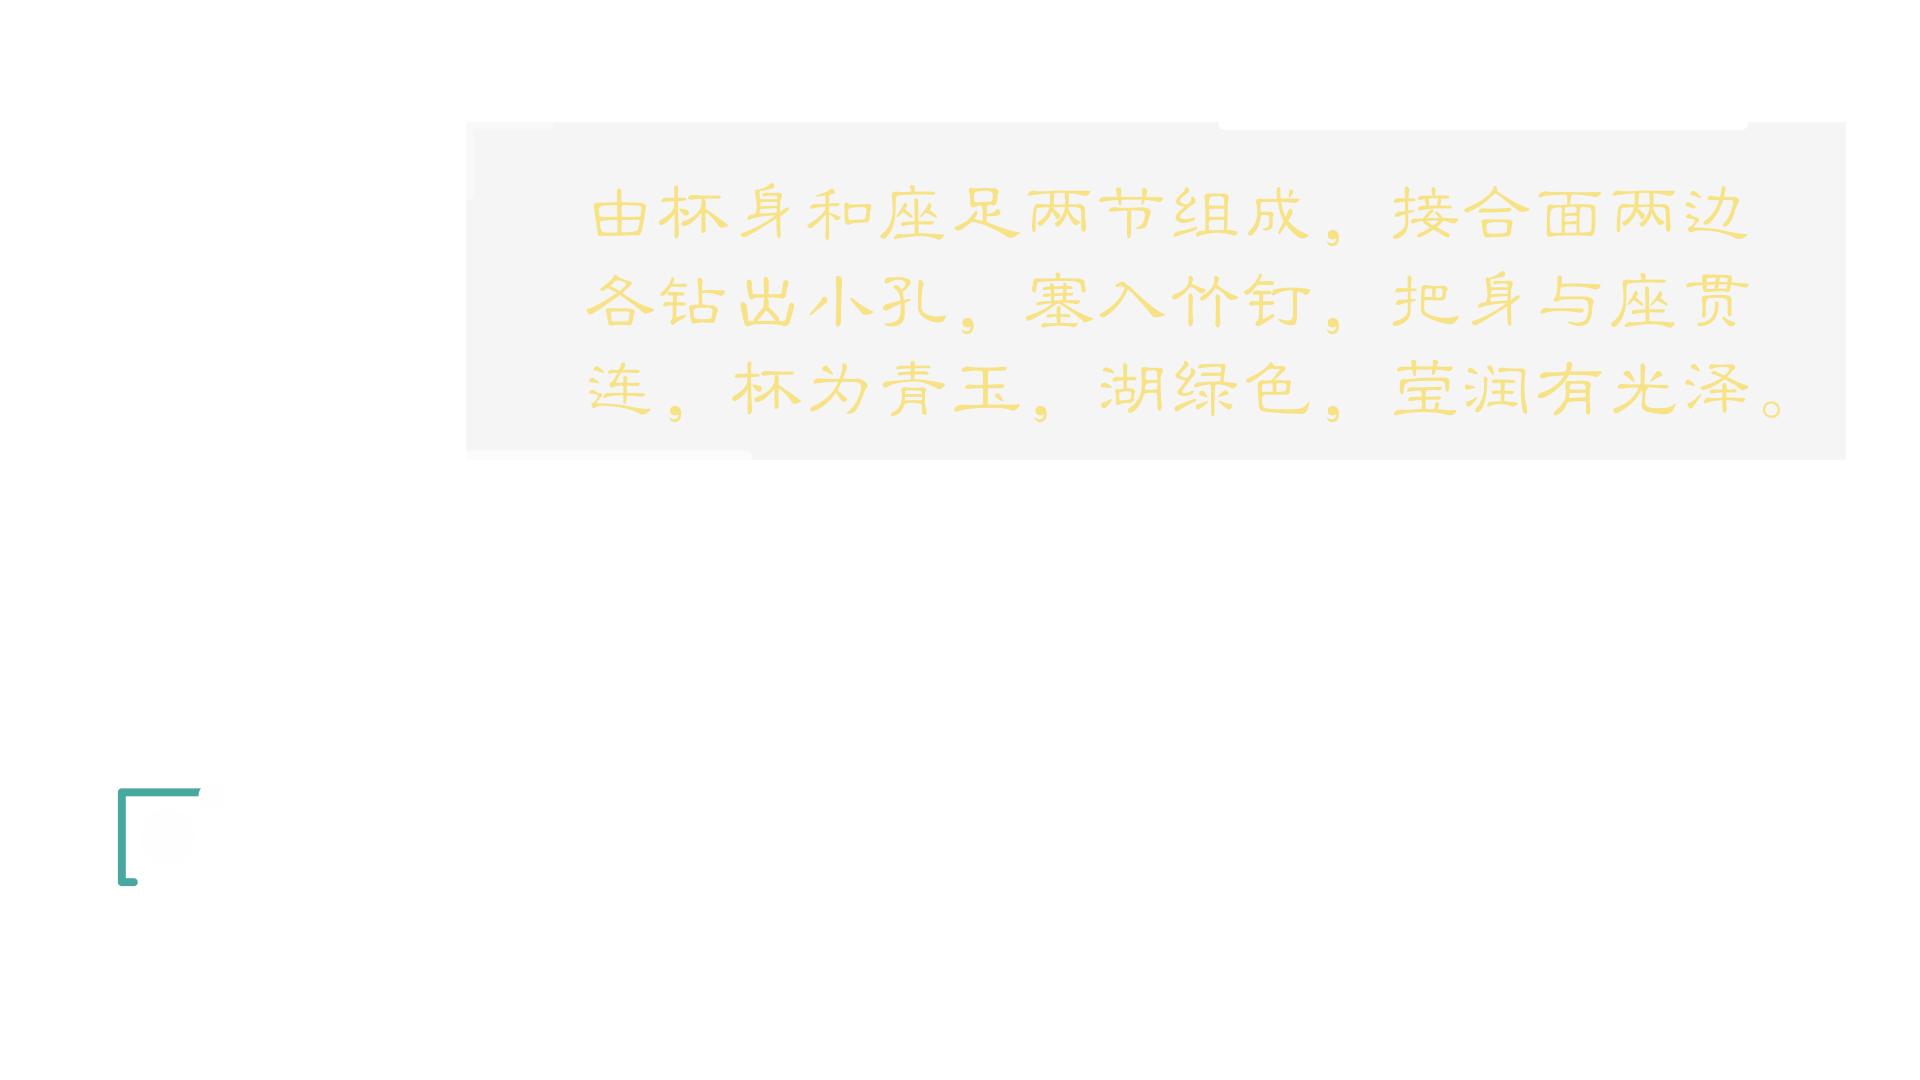 由杯身和座足两节组成，接合面两边
各钻出小孔，塞入竹钉，把身与座贯
连，杯为青玉，湖绿色，莹润有光泽。